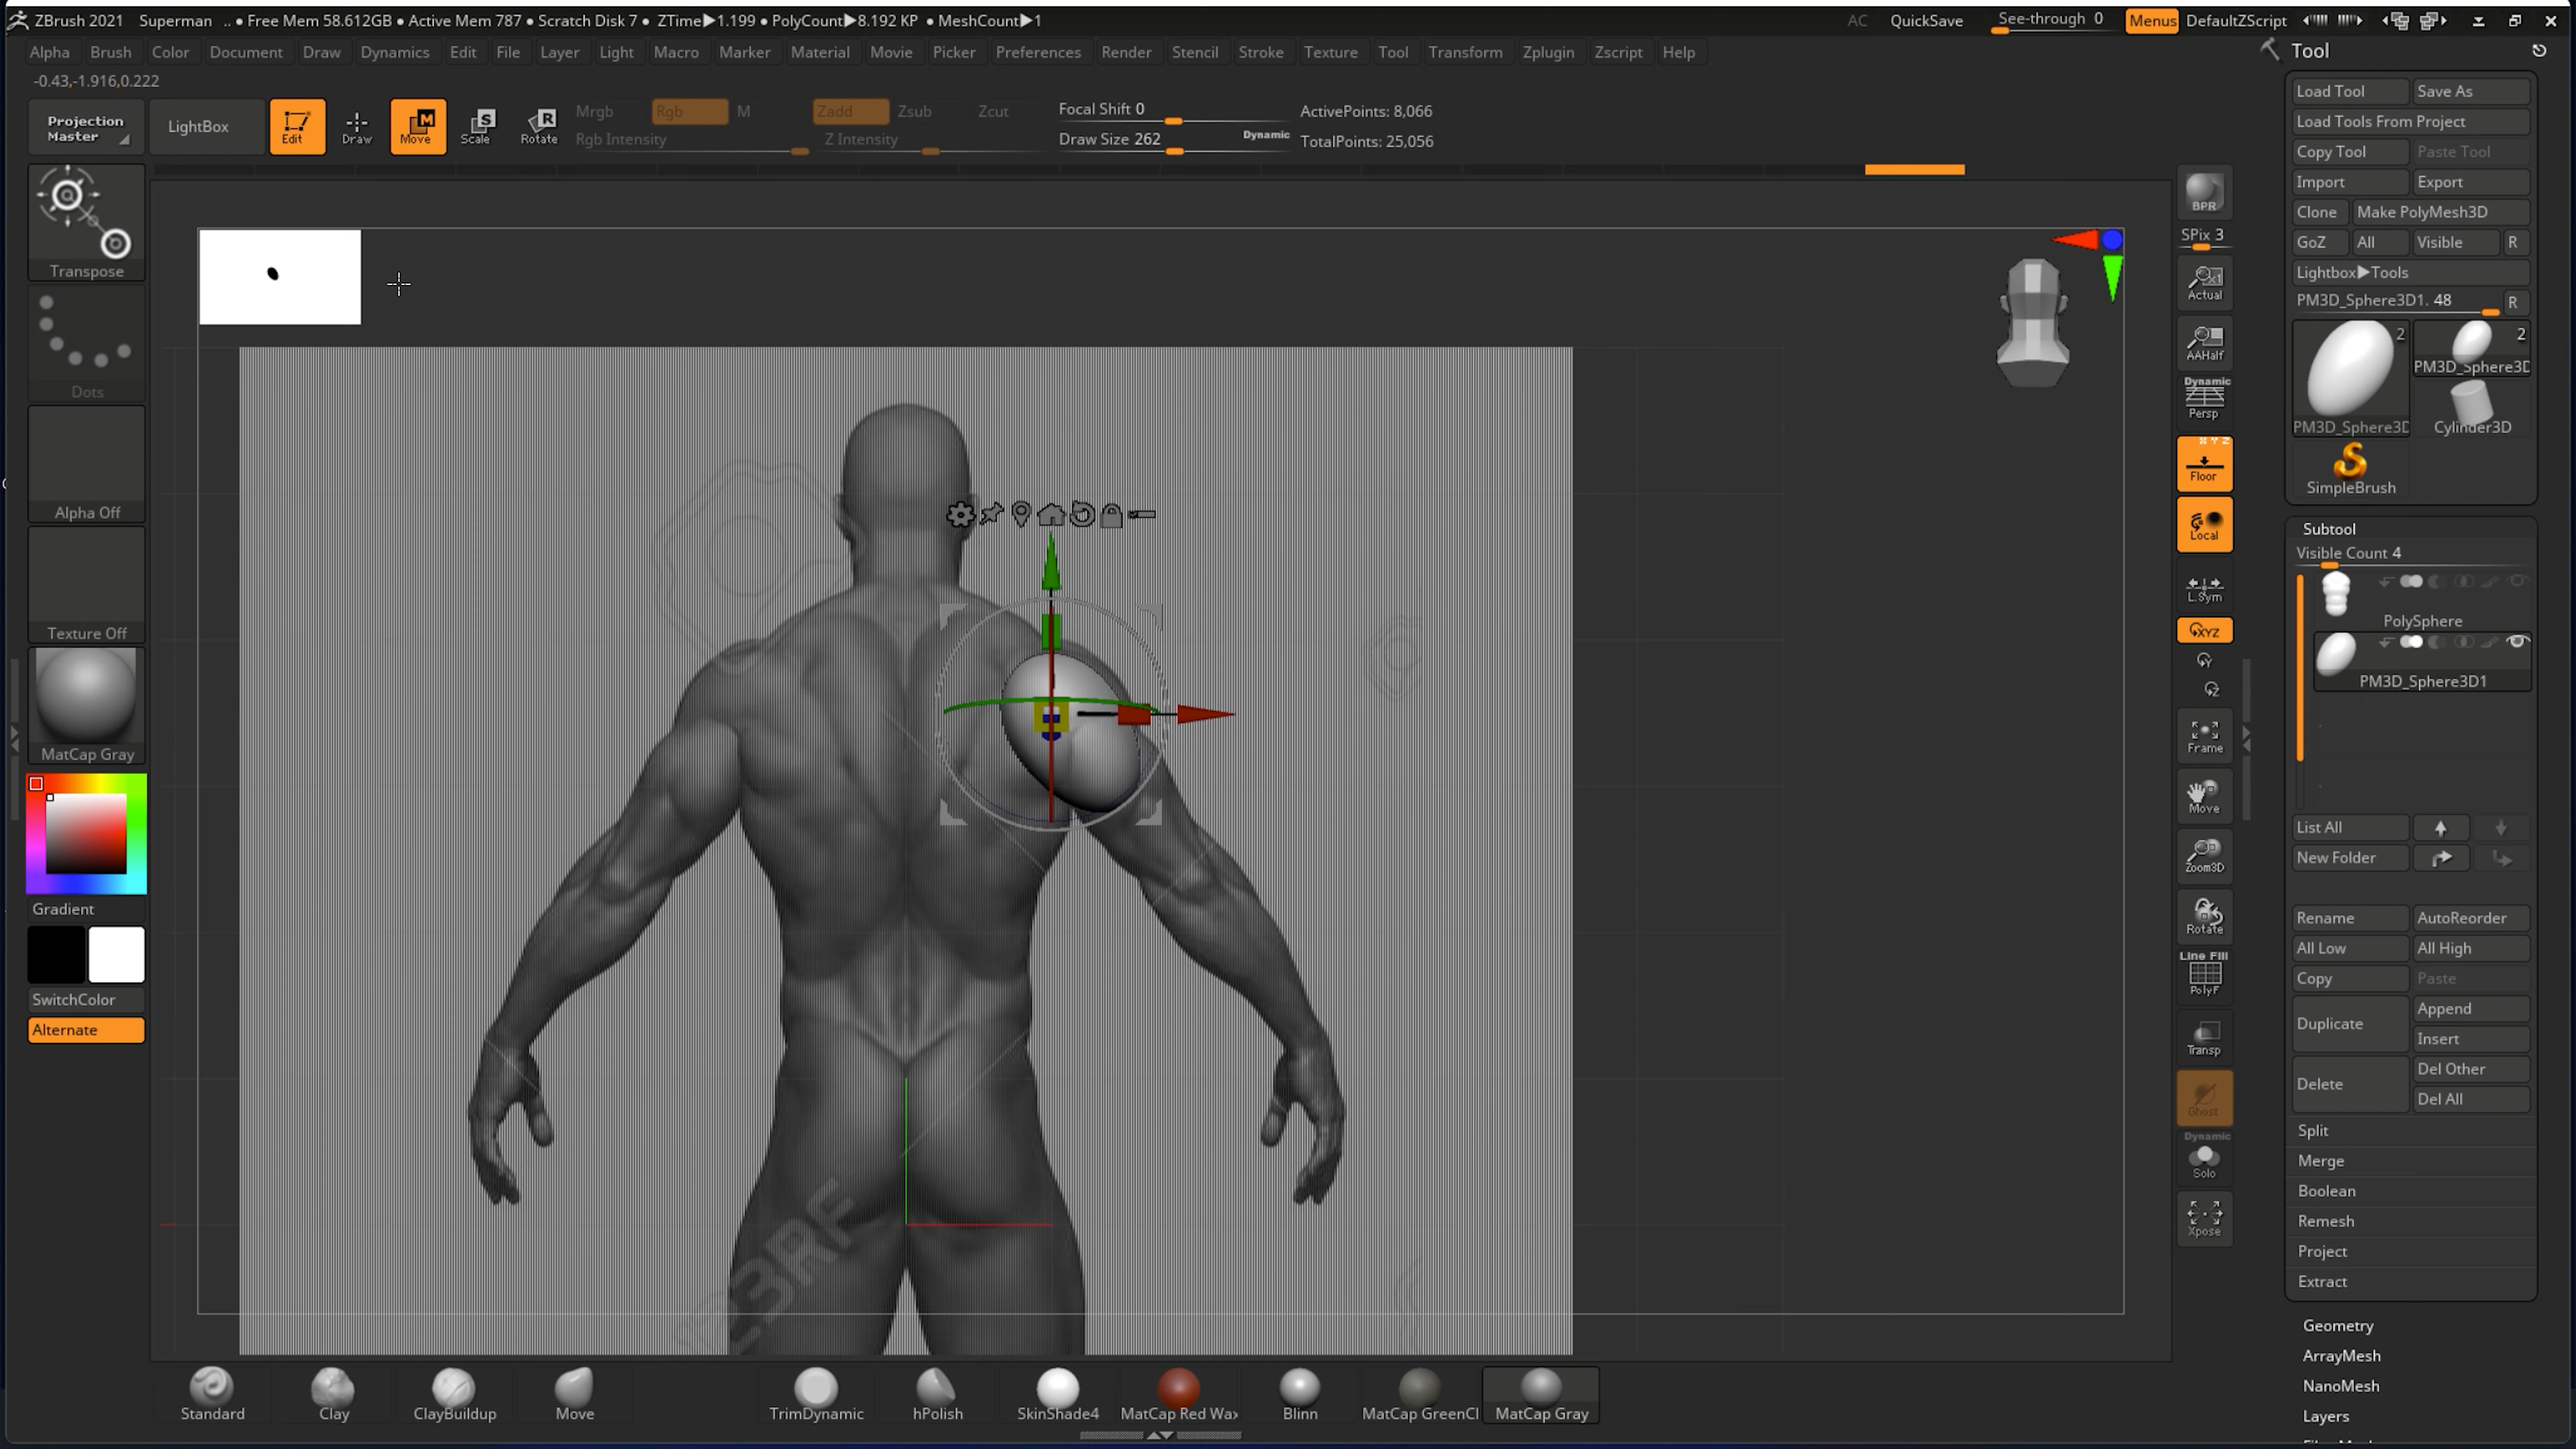 ZBrush 2021 Superman .. • Free Mem 58.612GB • Active Mem 787 • Scratch Disk 7 • ZTime▶1.199 • PolyCount▶8.192 KP • MeshCount▶1 AC QuickSave See-through 0 Menus DefaultZScript
Alpha Brush Color Document Draw Dynamics Edit File Layer Light Macro Marker Material Movie Picker Preferences Render Stencil Stroke Texture Tool Transform Zplugin Zscript Help
Tool
-0.43,-1.916,0.222
Projection
Master
LightBox
Edit
Draw
M
Move
S
Scale
R
Rotate
Mrgb Rgb M
Rgb Intensity
Zadd Zsub Zcut
Z Intensity
Focal Shift 0
Draw Size 262
Dynamic
ActivePoints: 8,066
TotalPoints: 25,056
Transpose
Dots
Alpha Off
Texture Off
MatCap Gray
Gradient
SwitchColor
Alternate
123RF
BPR
SPix 3
Actual
AAHalf
Dynamic
Persp
X Y Z
Floor
Local
L.Sym
XYZ
Y
Z
Frame
Move
Zoom3D
Rotate
Line Fill
PolyF
Transp
Ghost
Dynamic
Solo
Xpose
Load Tool Save As
Load Tools From Project
Copy Tool Paste Tool
Import Export
Clone Make PolyMesh3D
GoZ All Visible R
Lightbox▶Tools
PM3D_Sphere3D1. 48 R
2
2
PM3D_Sphere3D
PM3D_Sphere3D
Cylinder3D
SimpleBrush
Subtool
Visible Count 4
PolySphere
PM3D_Sphere3D1
List All
New Folder
Rename AutoReorder
All Low All High
Copy Paste
Duplicate Append
Insert
Delete Del Other
Del All
Split
Merge
Boolean
Remesh
Project
Extract
Geometry
ArrayMesh
NanoMesh
Layers
Standard Clay ClayBuildup Move TrimDynamic hPolish SkinShade4 MatCap Red Wax Blinn MatCap GreenCl MatCap Gray